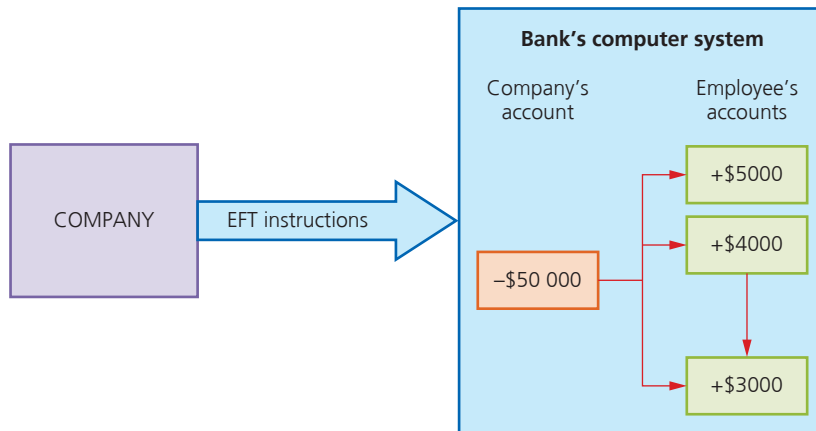 Bank’s computer system
Company’s
account
Employee’s
accounts
COMPANY
EFT instructions
–$50 000
+$5000
+$4000
+$3000